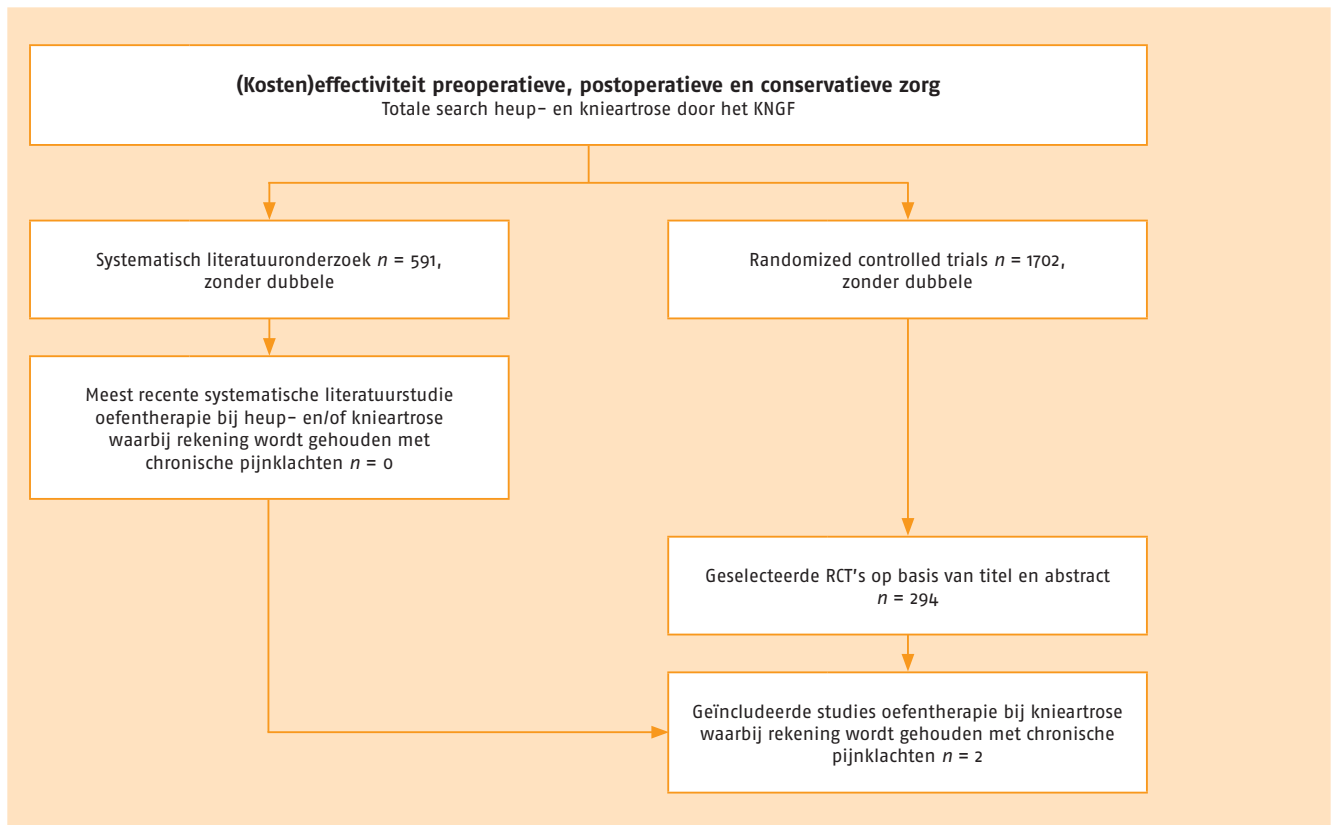 (Kosten)effectiviteit preoperatieve, postoperatieve en conservatieve zorg
Totale search heup- en knieartrose door het KNGF
Systematisch literatuuronderzoek n = 591,
zonder dubbele
Randomized controlled trials n = 1702,
zonder dubbele
Meest recente systematische literatuurstudie
oefentherapie bij heup- en/of knieartrose
waarbij rekening wordt gehouden met
chronische pijnklachten n = 0
Geselecteerde RCT's op basis van titel en abstract
n = 294
Geïncludeerde studies oefentherapie bij knieartrose
waarbij rekening wordt gehouden met chronische
pijnklachten n = 2